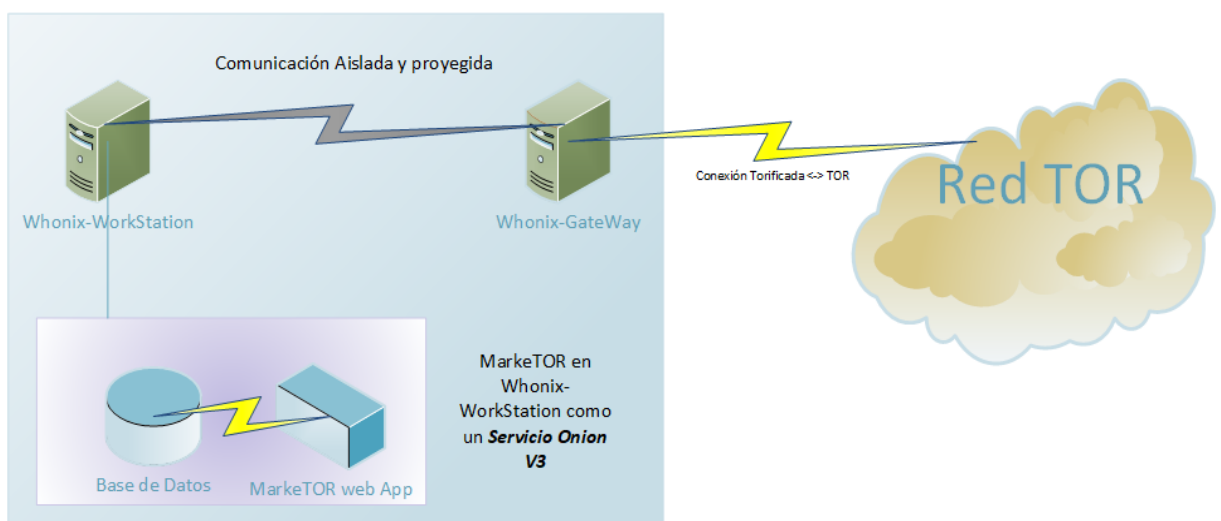 Comunicación Aislada y proyegida
Whonix-WorkStation
Whonix-GateWay
Conexión Torificada <-> TOR
Red TOR
MarkeTOR en
Whonix-
WorkStation como
un Servicio Onion
V3
Base de Datos
MarkeTOR web App